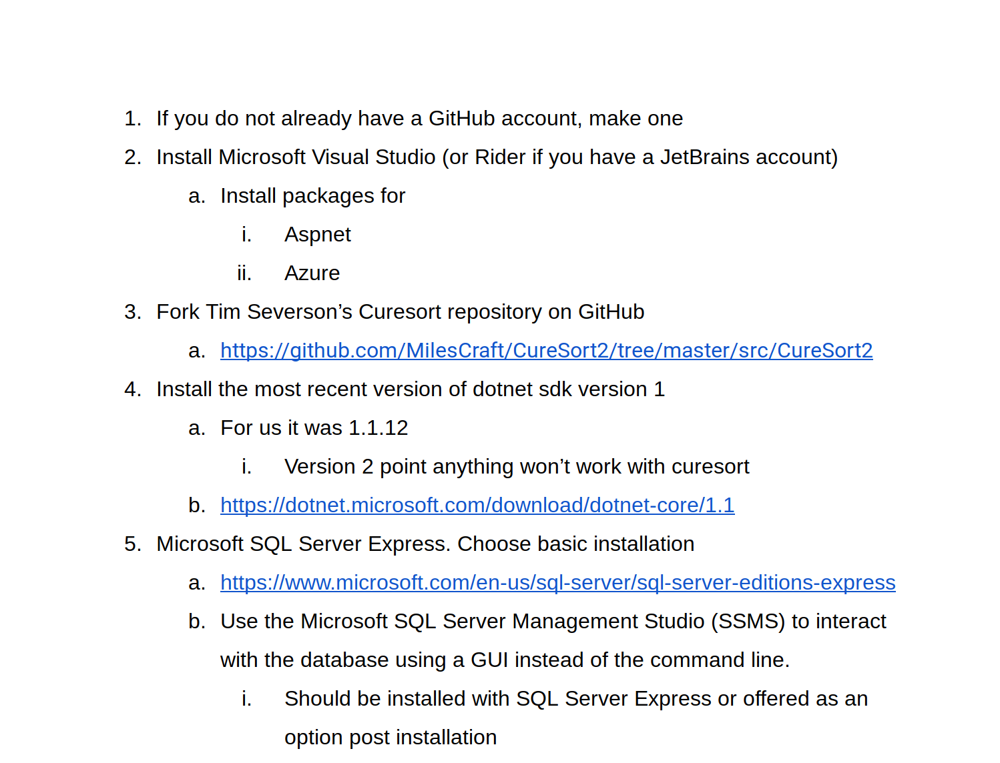 1. If you do not already have a GitHub account, make one
2. Install Microsoft Visual Studio (or Rider if you have a JetBrains account)
a. Install packages for
i. Aspnet
ii. Azure
3. Fork Tim Severson’s Curesort repository on GitHub
a. https://github.com/MilesCraft/CureSort2/tree/master/src/CureSort2
4. Install the most recent version of dotnet sdk version 1
a. For us it was 1.1.12
i. Version 2 point anything won’t work with curesort
b. https://dotnet.microsoft.com/download/dotnet-core/1.1
5. Microsoft SQL Server Express. Choose basic installation
a. https://www.microsoft.com/en-us/sql-server/sql-server-editions-express
b. Use the Microsoft SQL Server Management Studio (SSMS) to interact
with the database using a GUI instead of the command line.
i. Should be installed with SQL Server Express or offered as an
option post installation